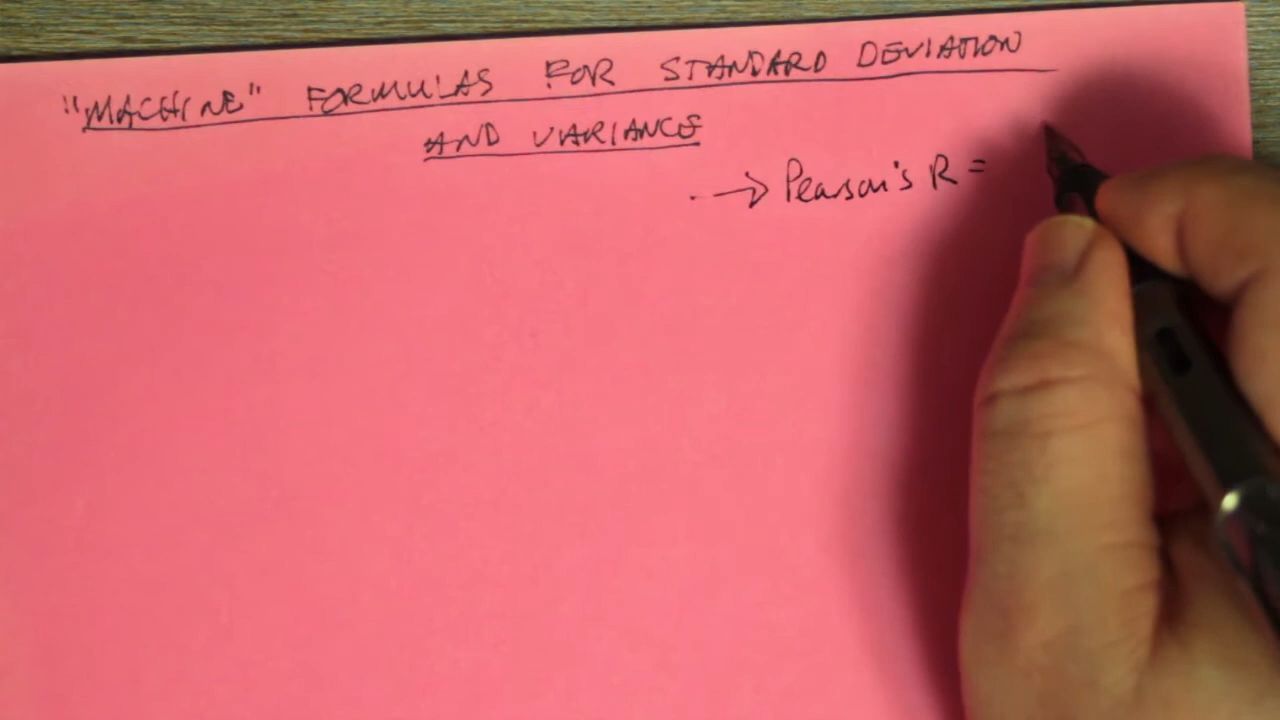 "MACHINE" FORMULAS FOR STANDARD DEVIATION
AND VARIANCE
→ Pearson's R =